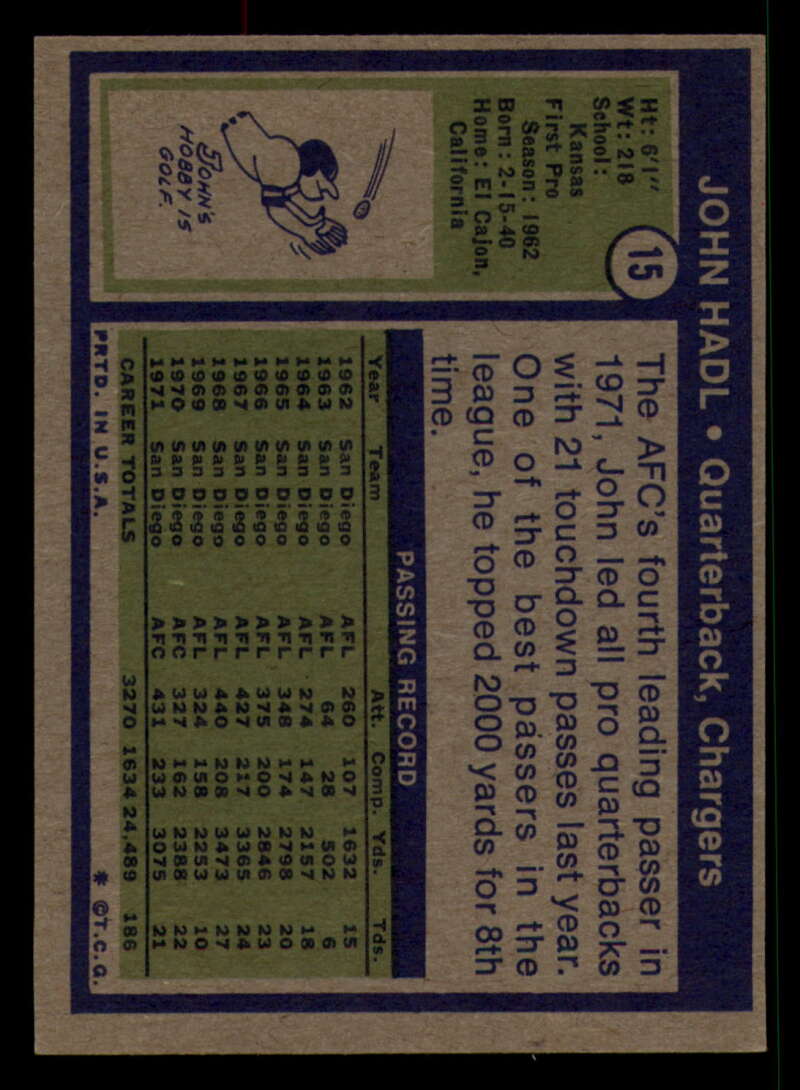 JOHN HADL • Quarterback, Chargers
Ht: 6'1"
Wt: 218
School:
Kansas
First Pro
Season: 1962
Born: 2-15-40
Home: El Cajon,
California
15
JOHN'S
HOBBY IS
GOLF.
The AFC's fourth leading passer in
1971, John led all pro quarterbacks
with 21 touchdown passes last year.
One of the best passers in the
league, he topped 2000 yards for 8th
time.
PASSING RECORD
Year Team Att. Comp. Yds. Tds.
1962 San Diego AFL 260 107 1632 15
1963 San Diego AFL 64 28 502 6
1964 San Diego AFL 274 147 2157 18
1965 San Diego AFL 348 174 2798 20
1966 San Diego AFL 375 200 2846 23
1967 San Diego AFL 427 217 3365 24
1968 San Diego AFL 440 208 3473 27
1969 San Diego AFL 324 158 2253 10
1970 San Diego AFC 327 162 2388 22
1971 San Diego AFC 431 233 3075 21
CAREER TOTALS 3270 1634 24,489 186
PRTD. IN U.S.A. * ©T.C.G.